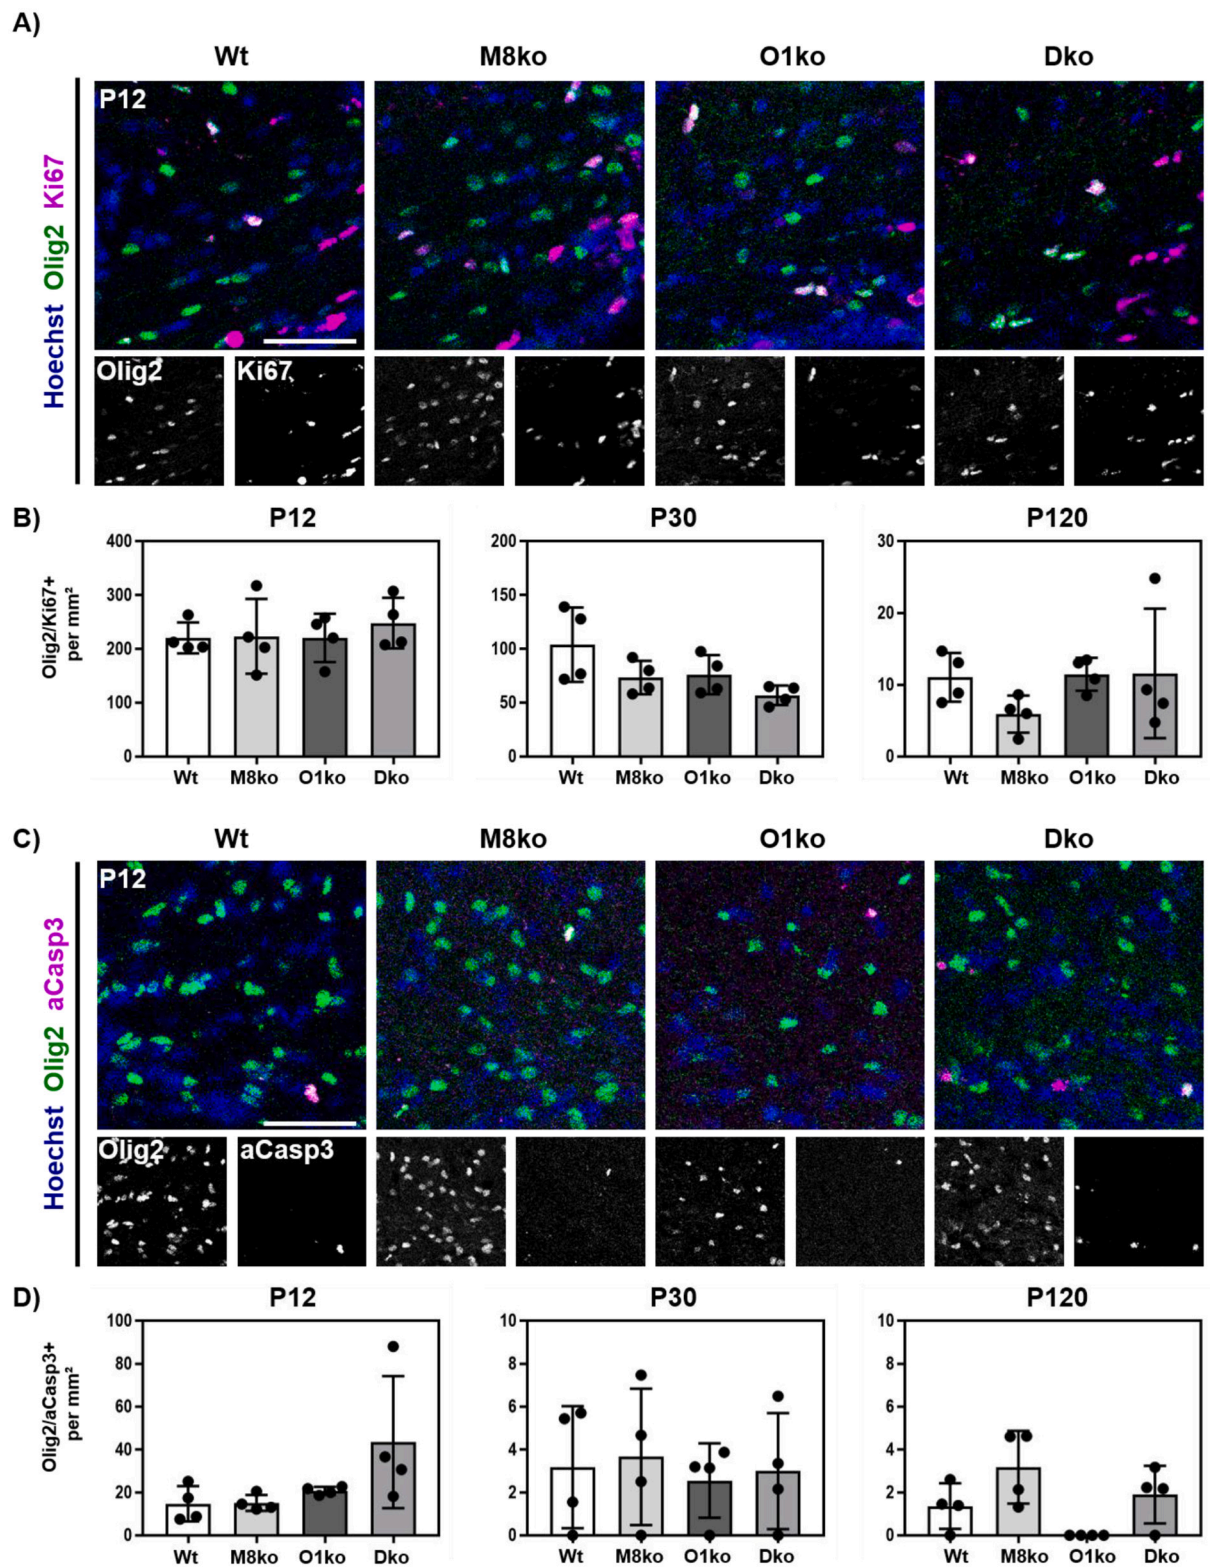 A)
Wt M8ko O1ko Dko
Hoechst Olig2 Ki67
P12
Olig2 Ki67
B)
P12 P30 P120
Olig2/Ki67+
per mm²
400
300
200
100
0
Wt M8ko O1ko Dko
200
150
100
50
0
Wt M8ko O1ko Dko
30
20
10
0
Wt M8ko O1ko Dko
C)
Wt M8ko O1ko Dko
Hoechst Olig2 aCasp3
P12
Olig2 aCasp3
D)
P12 P30 P120
Olig2/aCasp3+
per mm²
100
80
60
40
20
0
Wt M8ko O1ko Dko
10
8
6
4
2
0
Wt M8ko O1ko Dko
10
8
6
4
2
0
Wt M8ko O1ko Dko